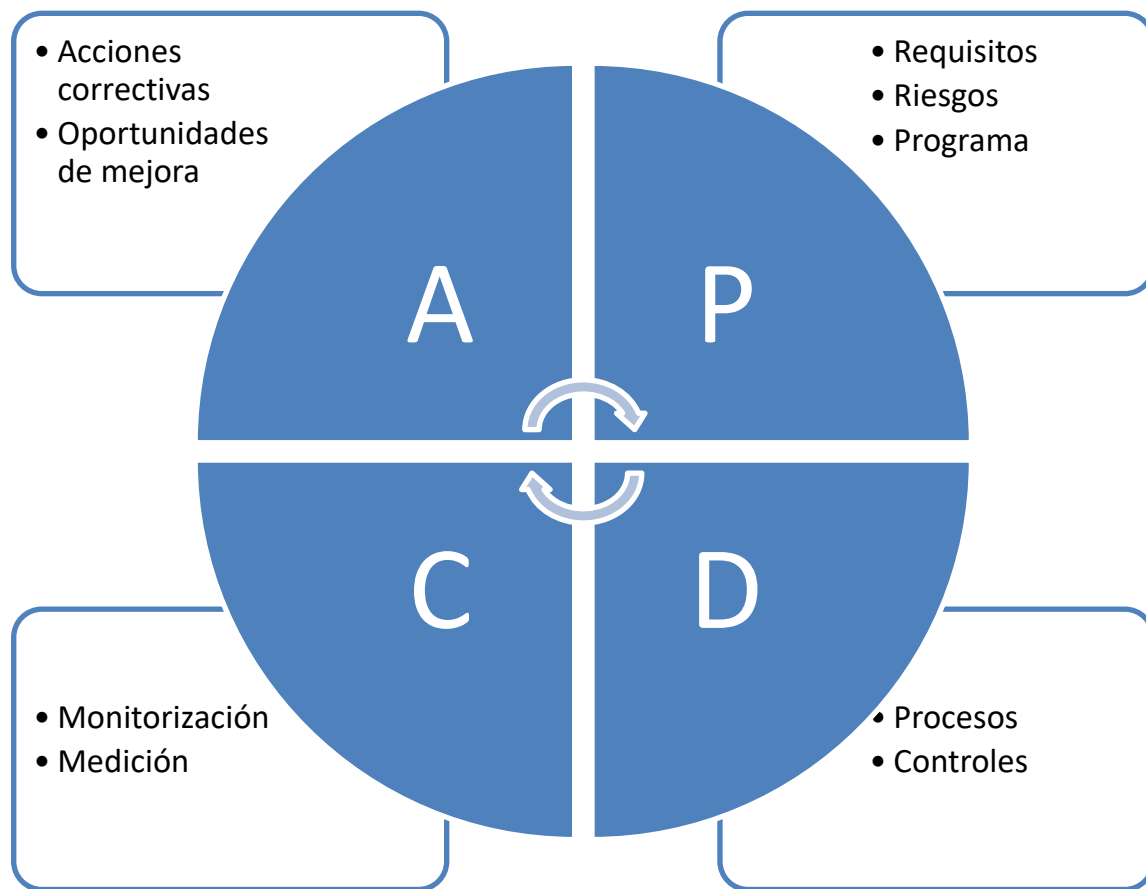 • Acciones
correctivas
• Oportunidades
de mejora
• Requisitos
• Riesgos
• Programa
A
P
C
D
• Monitorización
• Medición
• Procesos
• Controles